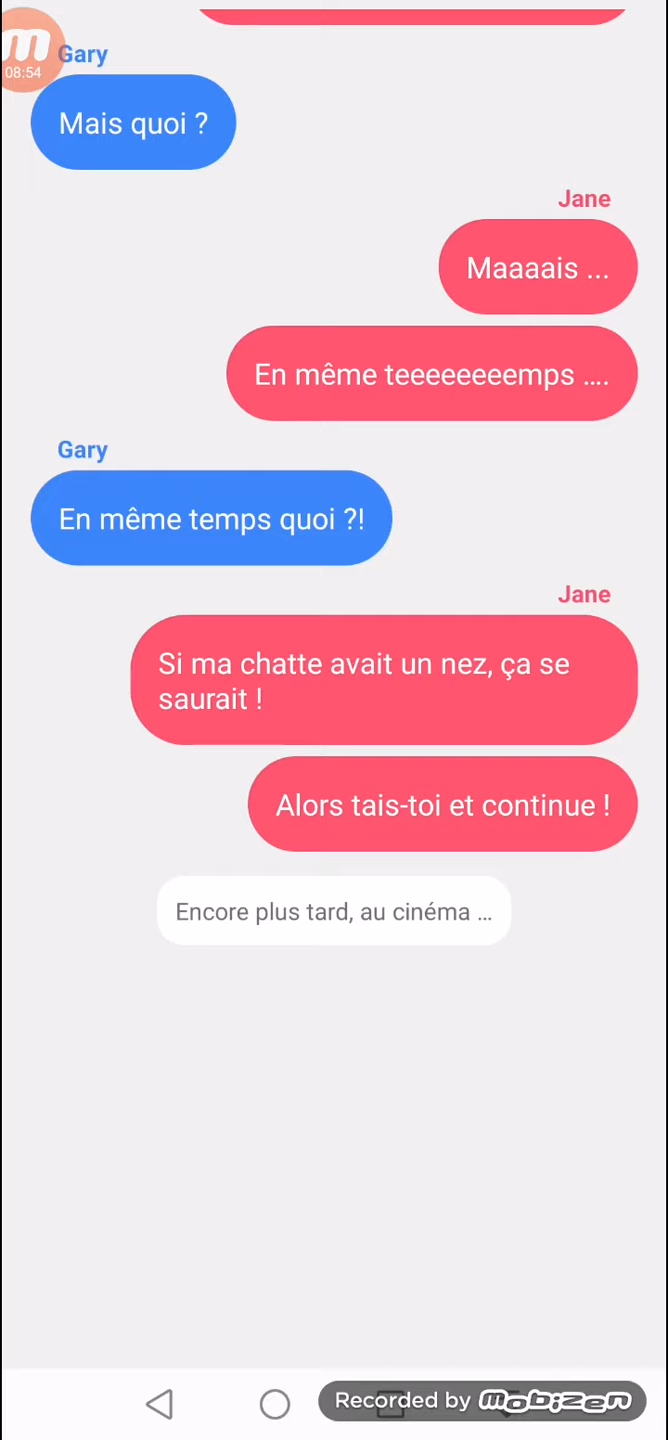 m
08:54
Gary
Mais quoi ?
Jane
Maaaais ...
En même teeeeeeeemps ....
Gary
En même temps quoi ?!
Jane
Si ma chatte avait un nez, ça se
saurait !
Alors tais-toi et continue !
Encore plus tard, au cinéma ...
Recorded by MOBIZEN